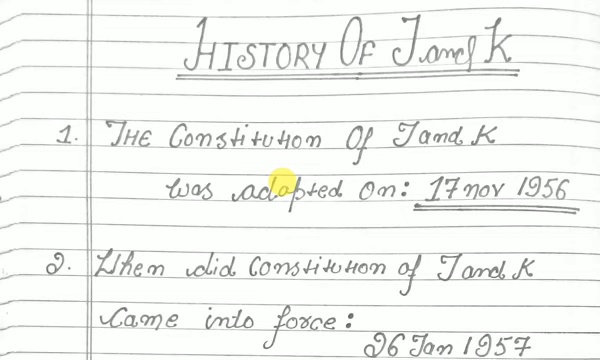 HISTORY OF J and K
1. THE Constitution Of J and K
was adopted on: 17 nov 1956
2. When did Constitution of J and K
Came into force:
26 Jan 1957